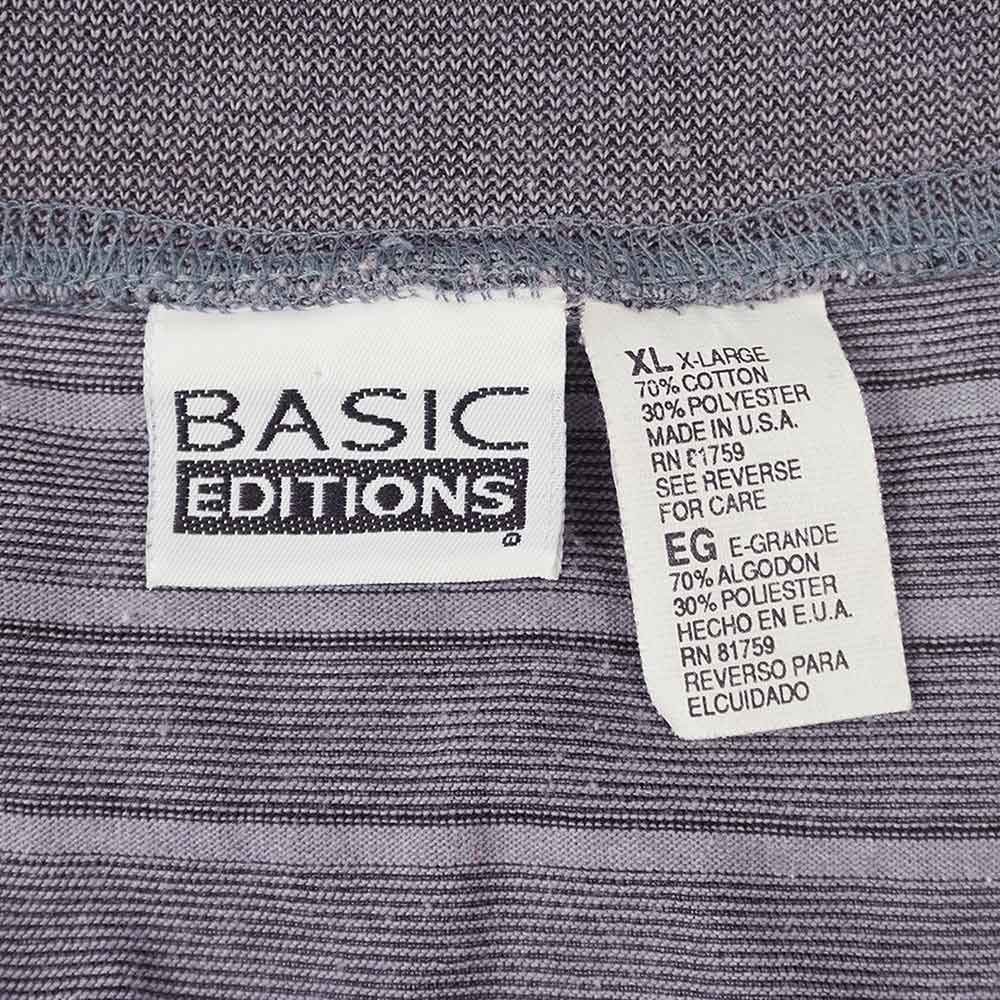 BASIC
EDITIONS
®
XL X-LARGE
70% COTTON
30% POLYESTER
MADE IN U.S.A.
RN 81759
SEE REVERSE
FOR CARE
EG E-GRANDE
70% ALGODON
30% POLIESTER
HECHO EN E.U.A.
RN 81759
REVERSO PARA
ELCUIDADO